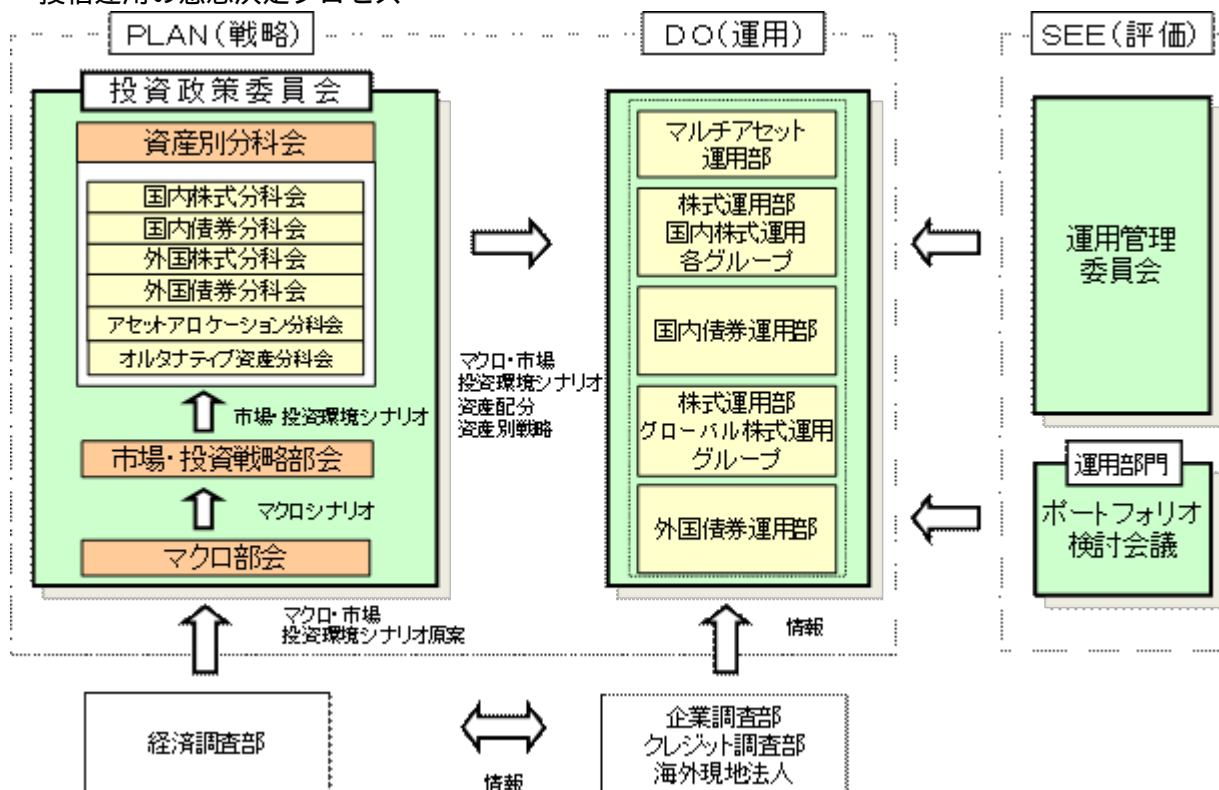 投信運用の意思決定プロセス
PLAN(戦略)
投資政策委員会
資産別分科会
国内株式分科会
国内債券分科会
外国株式分科会
外国債券分科会
アセットアロケーション分科会
オルタナティブ資産分科会
市場・投資環境シナリオ
市場・投資戦略部会
マクロシナリオ
マクロ部会
マクロ・市場
投資環境シナリオ原案
経済調査部
マクロ・市場
投資環境シナリオ
資産配分
資産別戦略
情報
DO(運用)
マルチアセット
運用部
株式運用部
国内株式運用
各グループ
国内債券運用部
株式運用部
グローバル株式運用
グループ
外国債券運用部
情報
企業調査部
クレジット調査部
海外現地法人
SEE(評価)
運用管理
委員会
運用部門
ポートフォリオ
検討会議